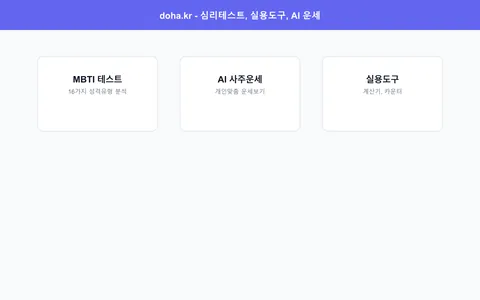 doha.kr - 심리테스트, 실용도구, AI 운세
MBTI 테스트
16가지 성격유형 분석
AI 사주운세
개인맞춤 운세보기
실용도구
계산기, 카운터